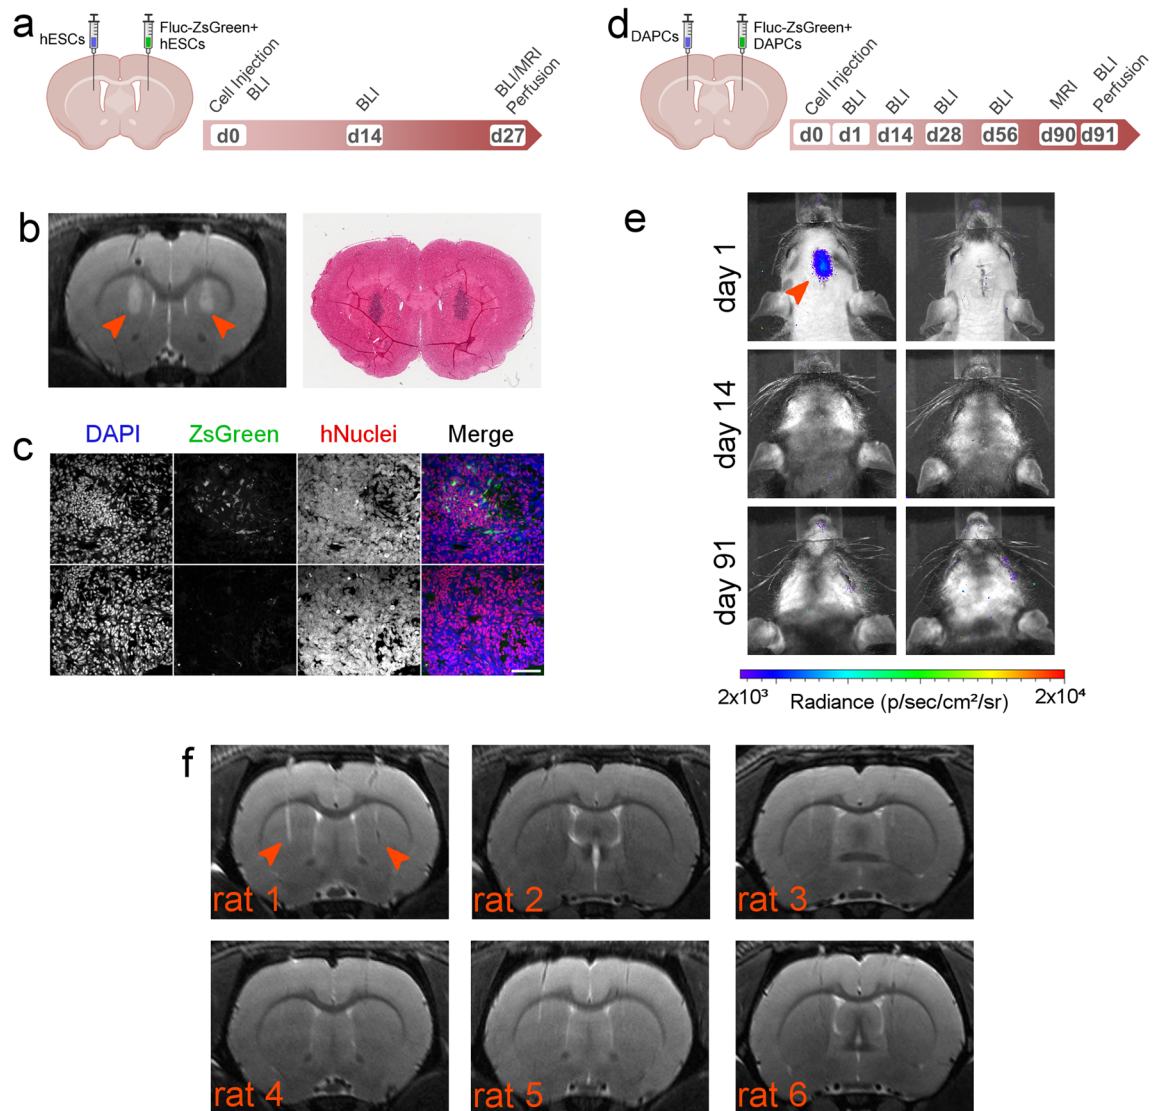 a
hESCs
Fluc-ZsGreen+
hESCs
Cell Injection
BLI
BLI
BLI/MRI
Perfusion
d0
d14
d27
d
DAPCs
Fluc-ZsGreen+
DAPCs
Cell Injection
BLI
BLI
BLI
BLI
MRI
BLI
Perfusion
d0
d1
d14
d28
d56
d90
d91
b
c
DAPI
ZsGreen
hNuclei
Merge
e
day 1
day 14
day 91
2x10³
Radiance (p/sec/cm²/sr)
2x10⁴
f
rat 1
rat 2
rat 3
rat 4
rat 5
rat 6